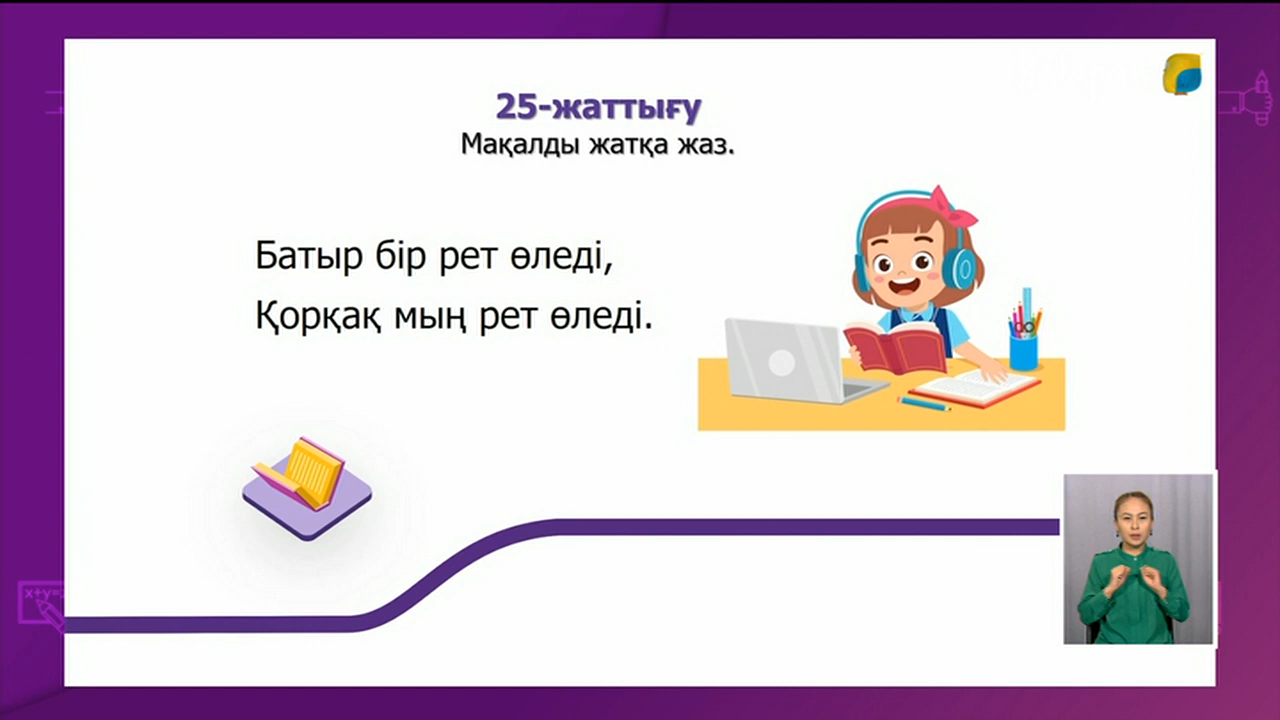 25-жаттығу
Мақалды жатқа жаз.
Батыр бір рет өледі,
Қорқақ мың рет өледі.